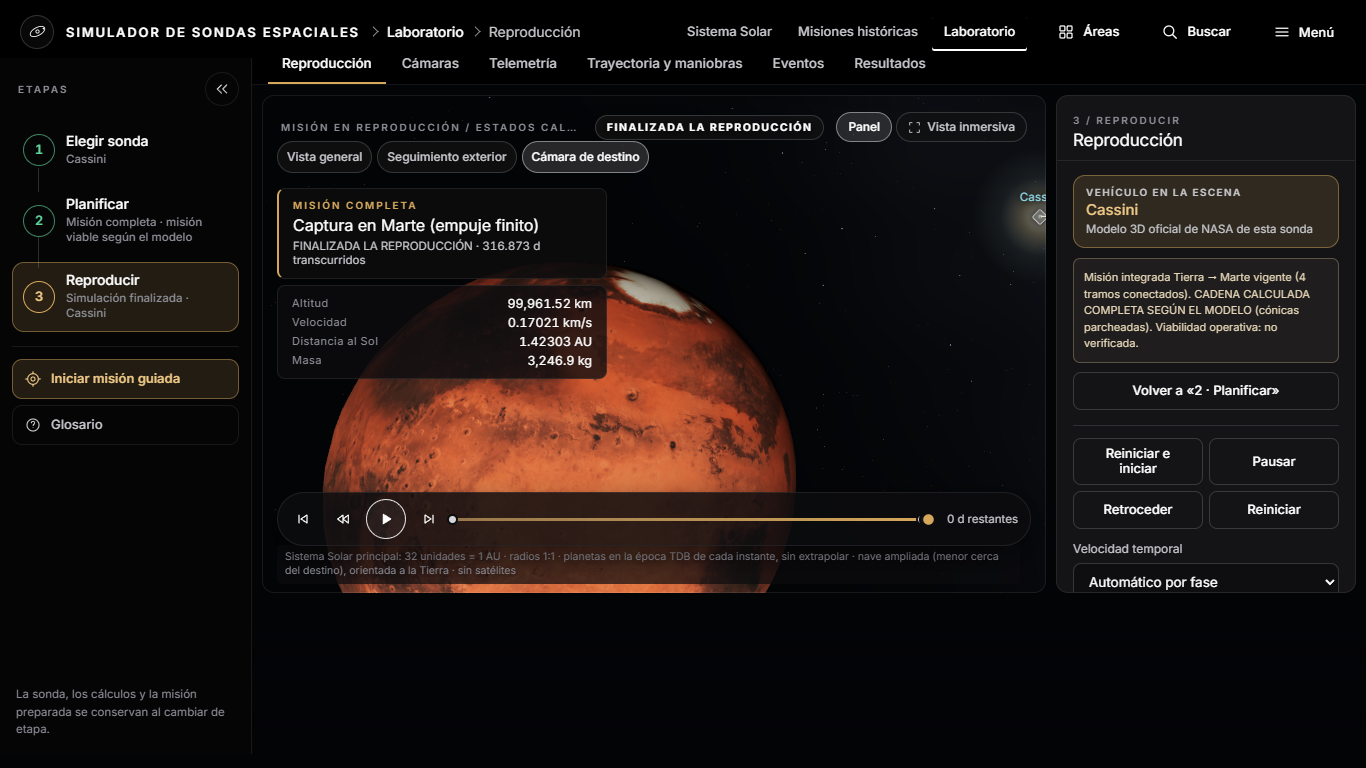 SIMULADOR DE SONDAS ESPACIALES > Laboratorio > Reproducción
Sistema Solar
Misiones históricas
Laboratorio
Áreas
Buscar
Menú
ETAPAS
1
Elegir sonda
Cassini
2
Planificar
Misión completa · misión
viable según el modelo
3
Reproducir
Simulación finalizada ·
Cassini
Iniciar misión guiada
Glosario
La sonda, los cálculos y la misión
preparada se conservan al cambiar de
etapa.
Reproducción
Cámaras
Telemetría
Trayectoria y maniobras
Eventos
Resultados
MISIÓN EN REPRODUCCIÓN / ESTADOS CAL...
FINALIZADA LA REPRODUCCIÓN
Panel
Vista inmersiva
Vista general
Seguimiento exterior
Cámara de destino
Cass
MISIÓN COMPLETA
Captura en Marte (empuje finito)
FINALIZADA LA REPRODUCCIÓN · 316.873 d
transcurridos
Altitud 99,961.52 km
Velocidad 0.17021 km/s
Distancia al Sol 1.42303 AU
Masa 3,246.9 kg
0 d restantes
Sistema Solar principal: 32 unidades = 1 AU · radios 1:1 · planetas en la época TDB de cada instante, sin extrapolar · nave ampliada (menor cerca
del destino), orientada a la Tierra · sin satélites
3 / REPRODUCIR
Reproducción
VEHÍCULO EN LA ESCENA
Cassini
Modelo 3D oficial de NASA de esta sonda
Misión integrada Tierra → Marte vigente (4
tramos conectados). CADENA CALCULADA
COMPLETA SEGÚN EL MODELO (cónicas
parcheadas). Viabilidad operativa: no
verificada.
Volver a «2 · Planificar»
Reiniciar e
iniciar
Pausar
Retroceder
Reiniciar
Velocidad temporal
Automático por fase